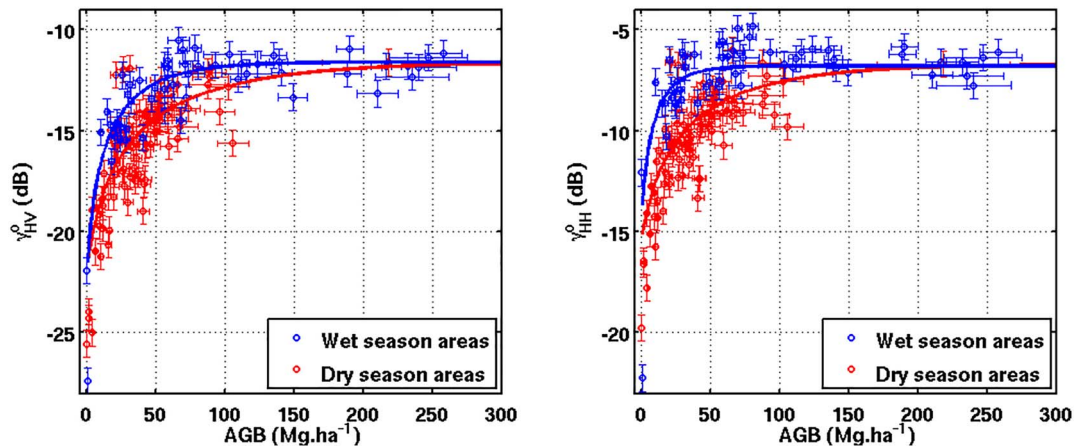 -10
-15
-20
-25
γ°HV (dB)
0 50 100 150 200 250 300
AGB (Mg.ha⁻¹)
Wet season areas
Dry season areas
-5
-10
-15
-20
γ°HH (dB)
0 50 100 150 200 250 300
AGB (Mg.ha⁻¹)
Wet season areas
Dry season areas